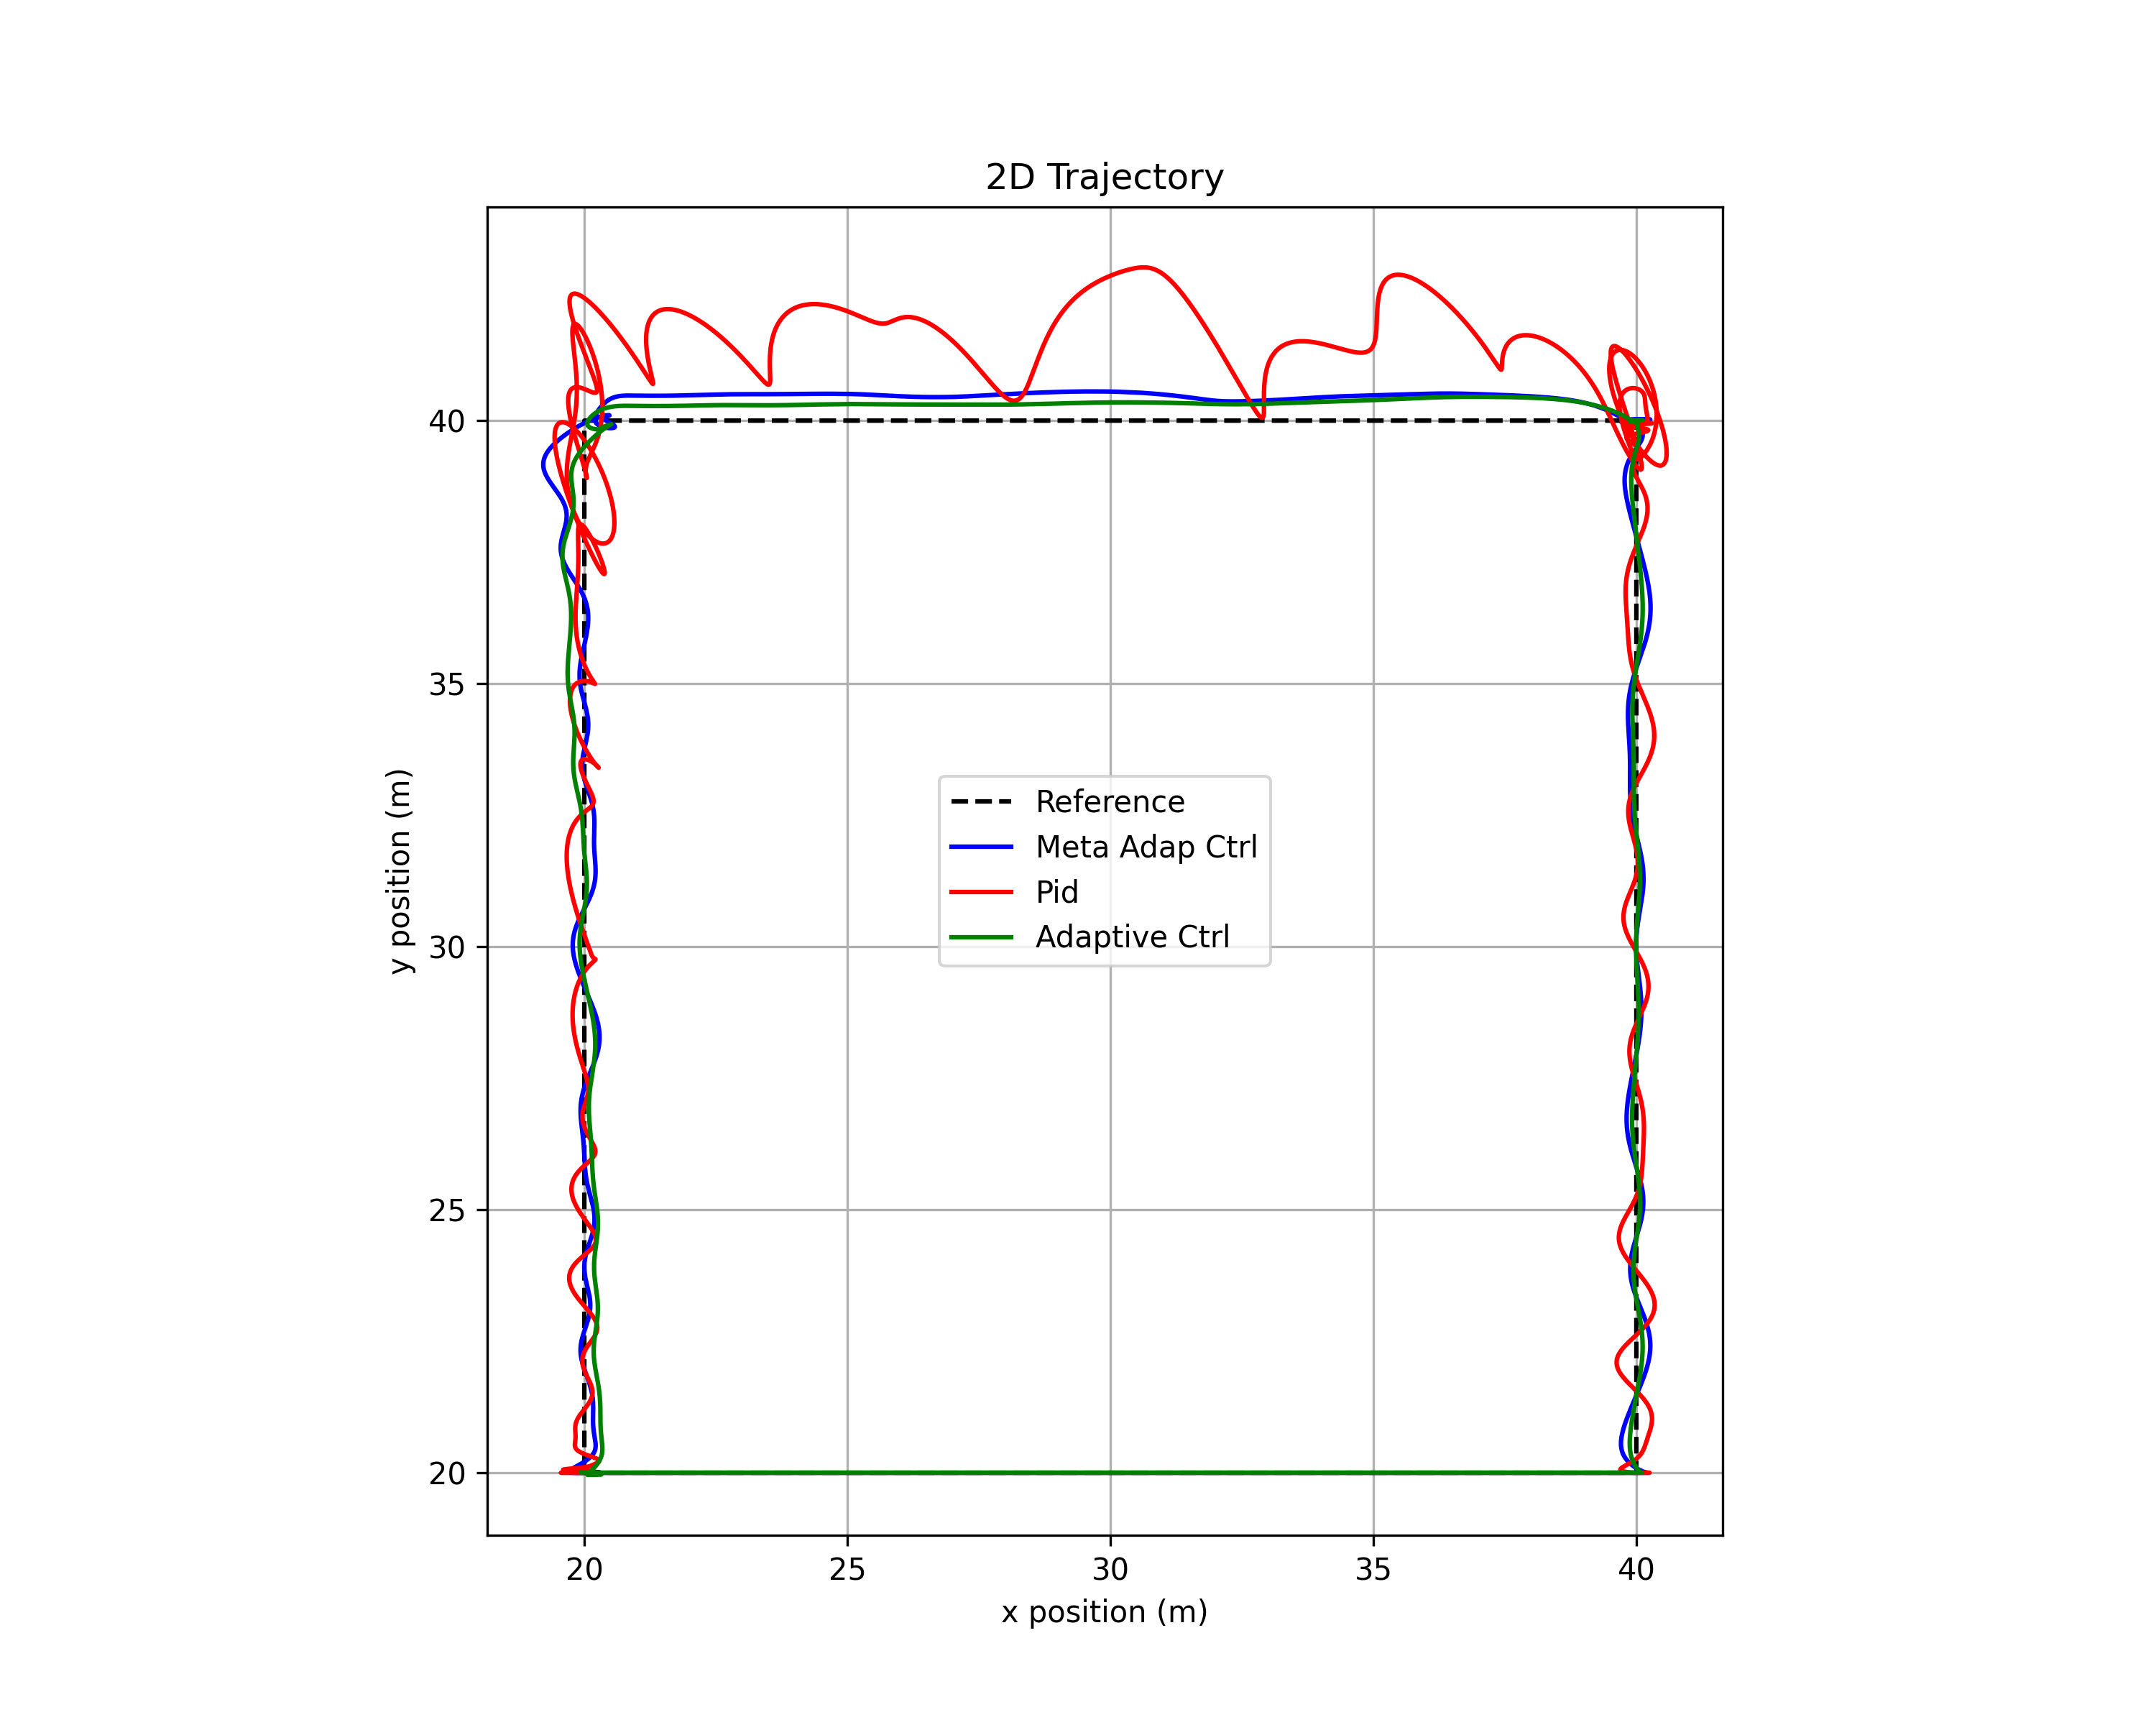 2D Trajectory
40
35
30
25
20
y position (m)
Reference
Meta Adap Ctrl
Pid
Adaptive Ctrl
20 25 30 35 40
x position (m)